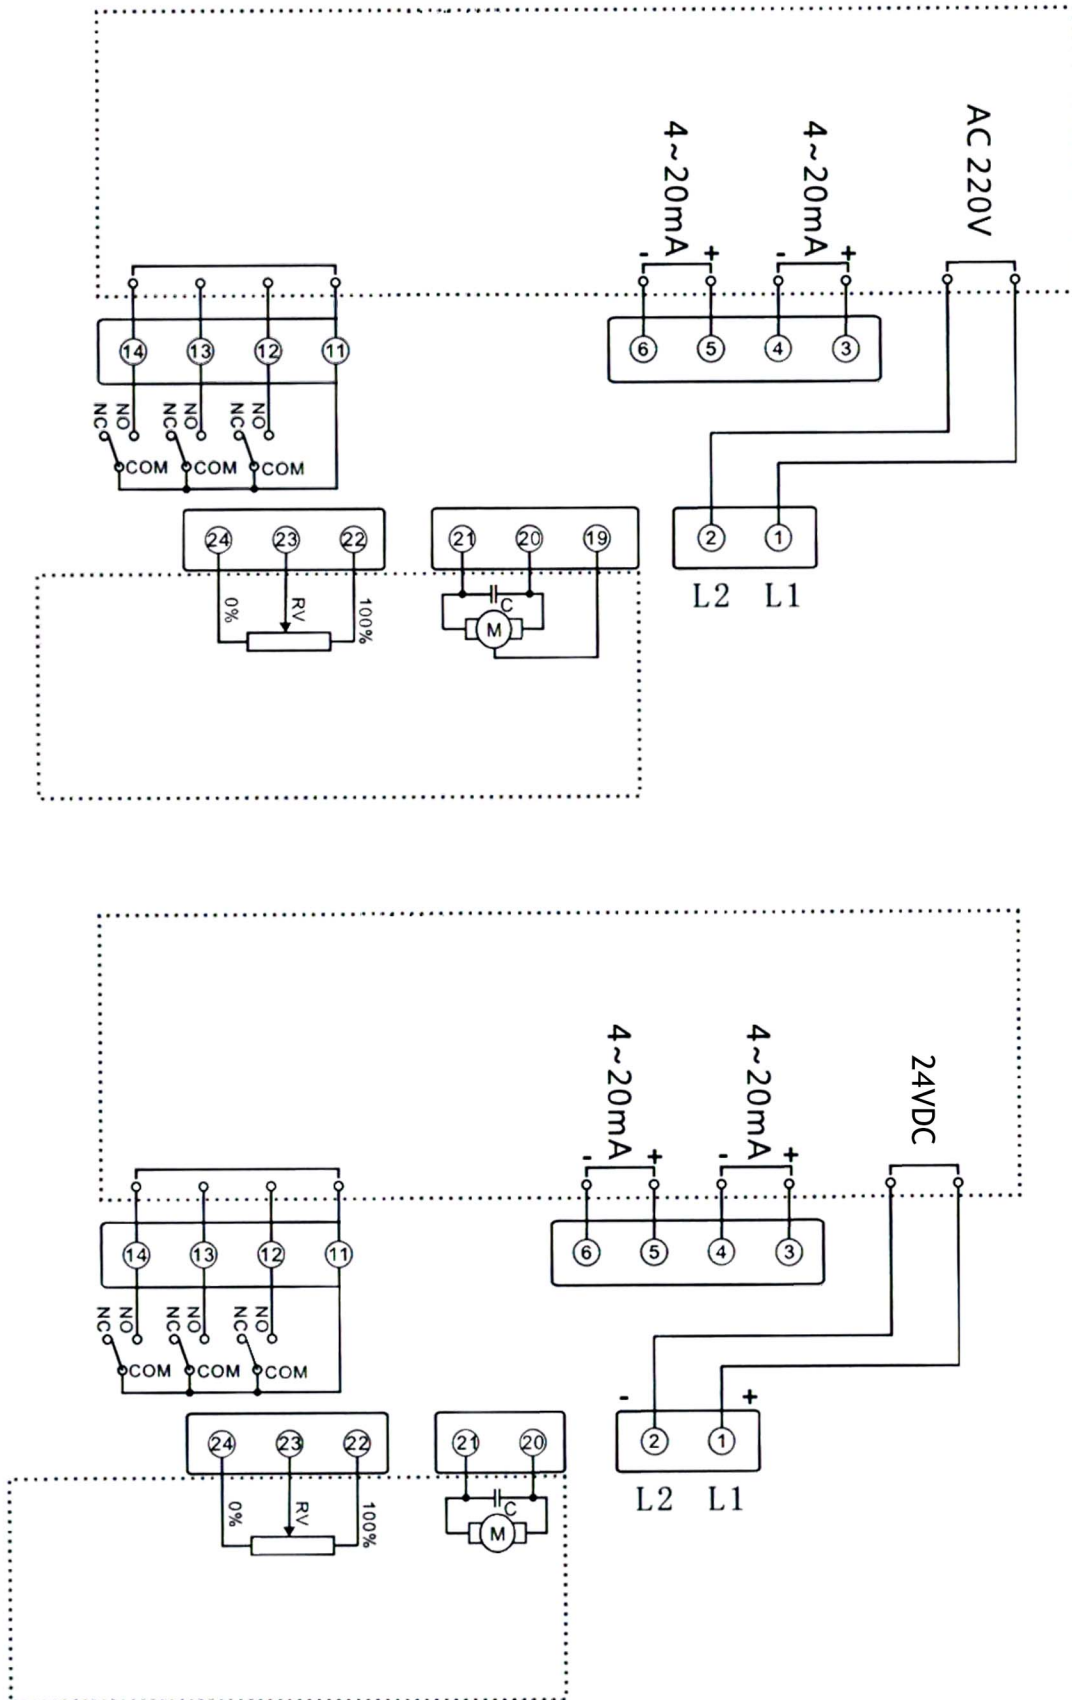 4~20mA
4~20mA
AC 220V
- + - +
14 13 12 11
6 5 4 3
NC NO NC NO NC NO
COM COM COM
24 23 22
21 20 19
2 1
0% RV 100%
C
M
L2 L1
4~20mA
4~20mA
24VDC
- + - +
14 13 12 11
6 5 4 3
NC NO NC NO NC NO
COM COM COM
- +
24 23 22
21 20
2 1
0% RV 100%
C
M
L2 L1